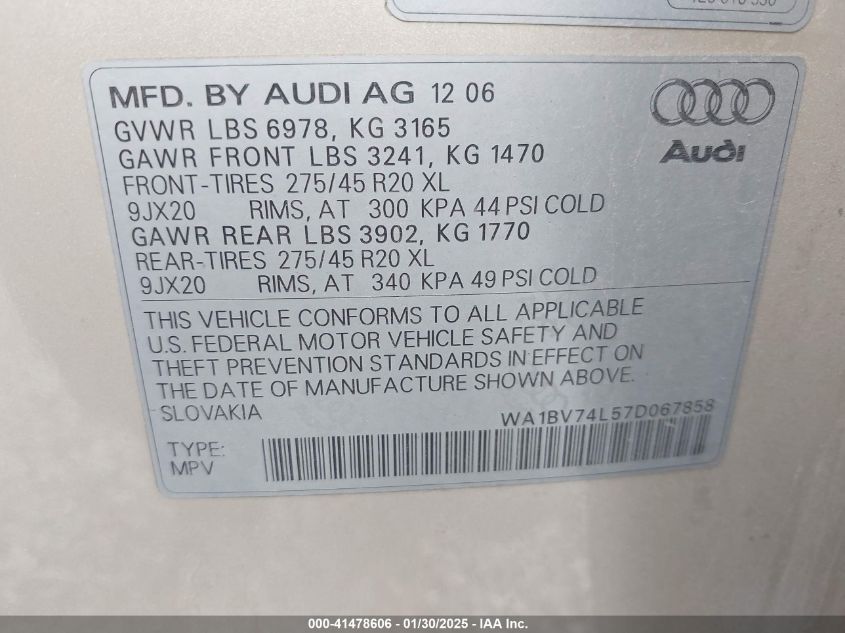 MFD. BY AUDI AG 12 06
GVWR LBS 6978, KG 3165
GAWR FRONT LBS 3241, KG 1470
FRONT-TIRES 275/45 R20 XL
9JX20 RIMS, AT 300 KPA 44 PSI COLD
GAWR REAR LBS 3902, KG 1770
REAR-TIRES 275/45 R20 XL
9JX20 RIMS, AT 340 KPA 49 PSI COLD
Audi
THIS VEHICLE CONFORMS TO ALL APPLICABLE
U.S. FEDERAL MOTOR VEHICLE SAFETY AND
THEFT PREVENTION STANDARDS IN EFFECT ON
THE DATE OF MANUFACTURE SHOWN ABOVE.
SLOVAKIA
WA1BV74L57D067858
TYPE:
MPV
000-41478606 / 01/30/2025 / IAA Inc.